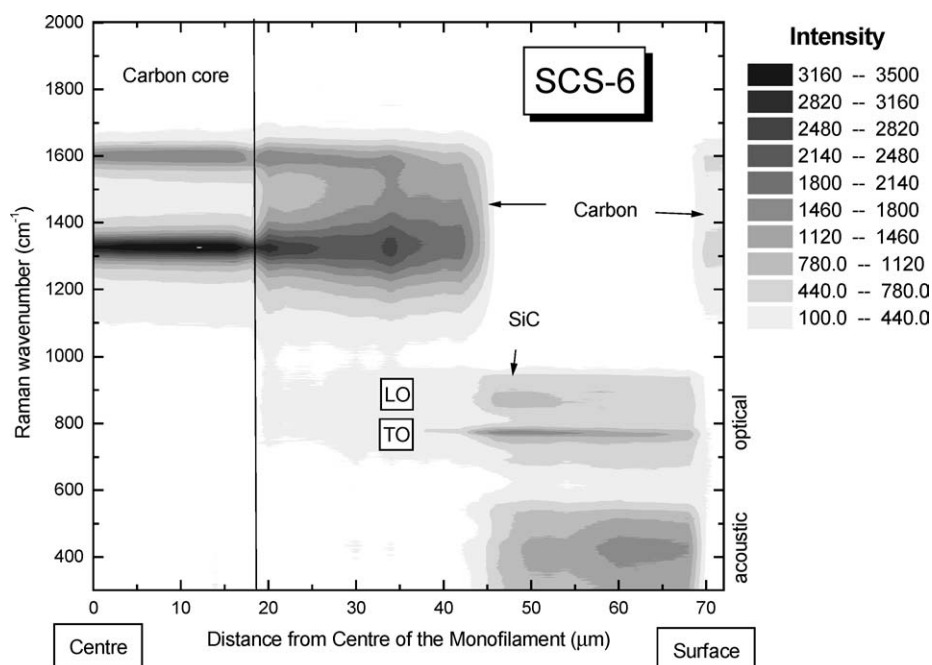 SCS-6
Carbon core
Carbon
SiC
LO
TO
optical
acoustic
Raman wavenumber (cm⁻¹)
2000
1800
1600
1400
1200
1000
800
600
400
0 10 20 30 40 50 60 70
Centre
Distance from Centre of the Monofilament (μm)
Surface
Intensity
3160 -- 3500
2820 -- 3160
2480 -- 2820
2140 -- 2480
1800 -- 2140
1460 -- 1800
1120 -- 1460
780.0 -- 1120
440.0 -- 780.0
100.0 -- 440.0